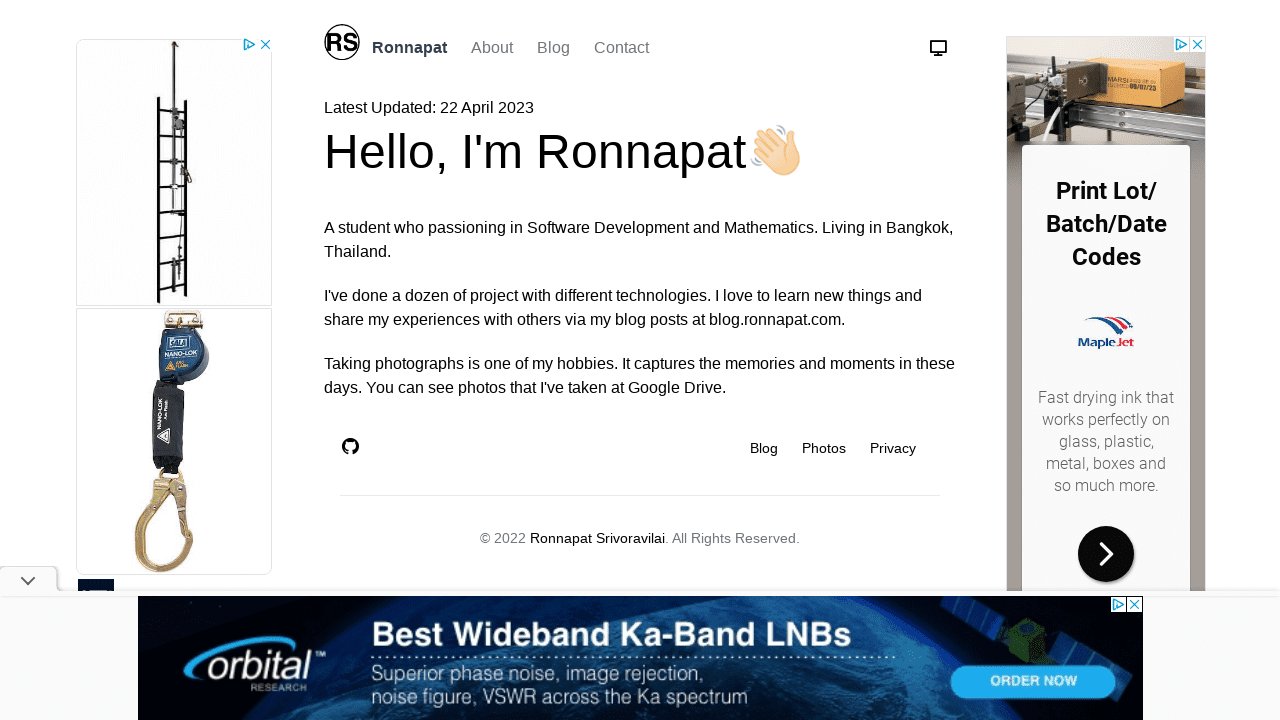 RS
Ronnapat About Blog Contact
Latest Updated: 22 April 2023
Hello, I'm Ronnapat👋
A student who passioning in Software Development and Mathematics. Living in Bangkok,
Thailand.
I've done a dozen of project with different technologies. I love to learn new things and
share my experiences with others via my blog posts at blog.ronnapat.com.
Taking photographs is one of my hobbies. It captures the memories and moments in these
days. You can see photos that I've taken at Google Drive.
Blog Photos Privacy
© 2022 Ronnapat Srivoravilai. All Rights Reserved.
NANO-LOK
Print Lot/
Batch/Date
Codes
MapleJet
Fast drying ink that
works perfectly on
glass, plastic,
metal, boxes and
so much more.
orbital™
RESEARCH
Best Wideband Ka-Band LNBs
Superior phase noise, image rejection,
noise figure, VSWR across the Ka spectrum
ORDER NOW